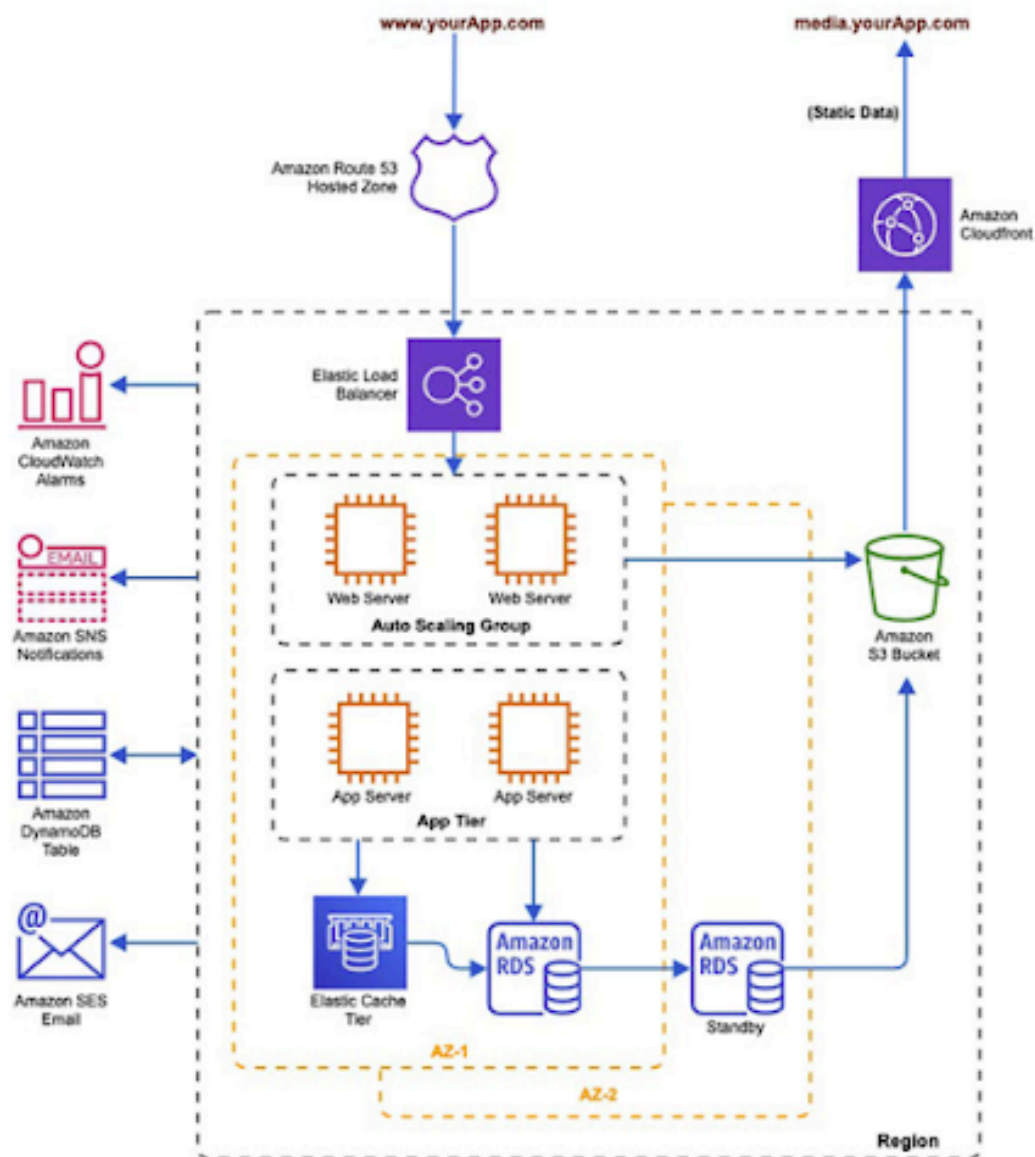 www.yourApp.com
media.yourApp.com
(Static Data)
Amazon Route 53
Hosted Zone
Amazon
Cloudfront
Elastic Load
Balancer
Amazon
CloudWatch
Alarms
EMAIL
Amazon SNS
Notifications
Web Server
Web Server
Auto Scaling Group
Amazon
S3 Bucket
App Server
App Server
App Tier
Amazon
DynamoDB
Table
@
Amazon SES
Email
Elastic Cache
Tier
Amazon
RDS
Amazon
RDS
Standby
AZ-1
AZ-2
Region